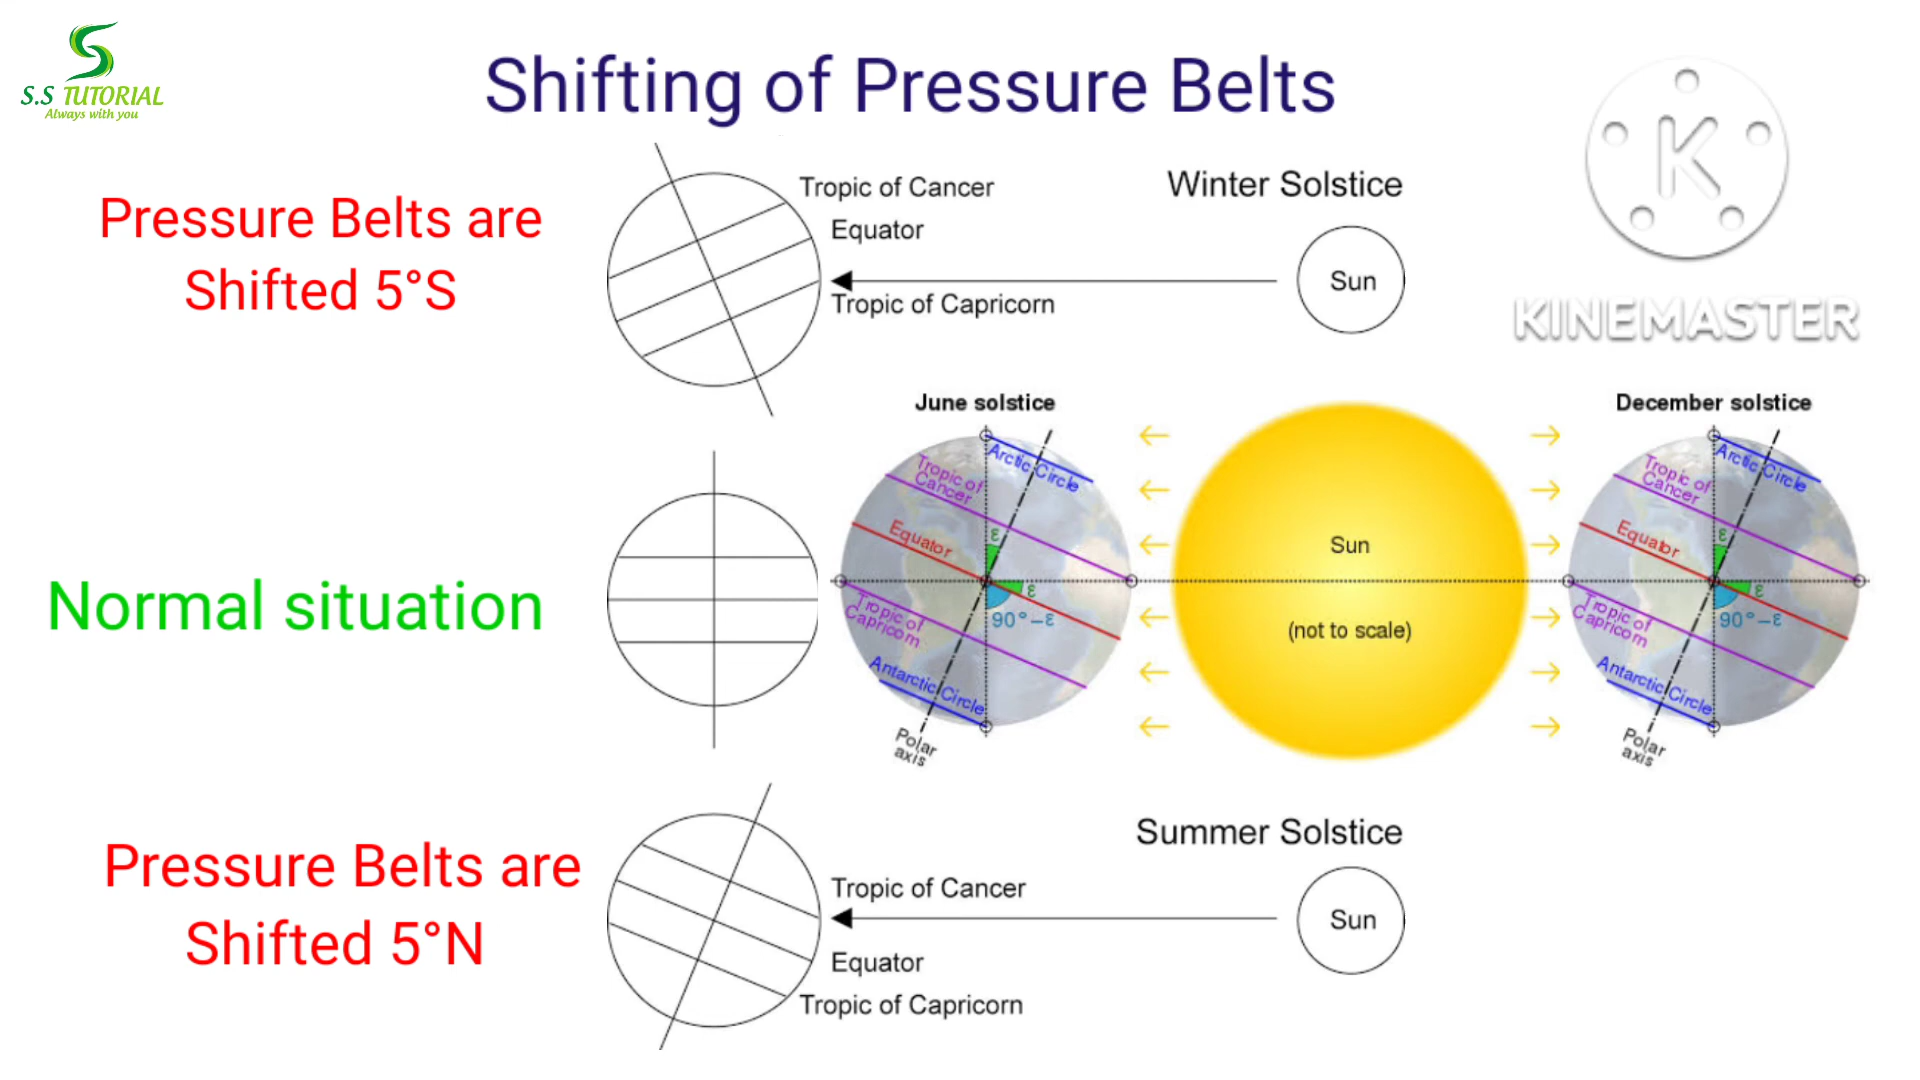 S.S TUTORIAL
Always with you
Shifting of Pressure Belts
K
KINEMASTER
Pressure Belts are
Shifted 5°S
Tropic of Cancer
Equator
Tropic of Capricorn
Winter Solstice
Sun
Normal situation
June solstice
Arctic Circle
Tropic of
Cancer
Equator
ε
ε
90°-ε
Tropic of
Capricorn
Antarctic Circle
Polar
axis
Sun
(not to scale)
December solstice
Arctic Circle
Tropic of
Cancer
Equator
ε
ε
90°-ε
Tropic of
Capricorn
Antarctic Circle
Polar
axis
Pressure Belts are
Shifted 5°N
Summer Solstice
Tropic of Cancer
Equator
Tropic of Capricorn
Sun